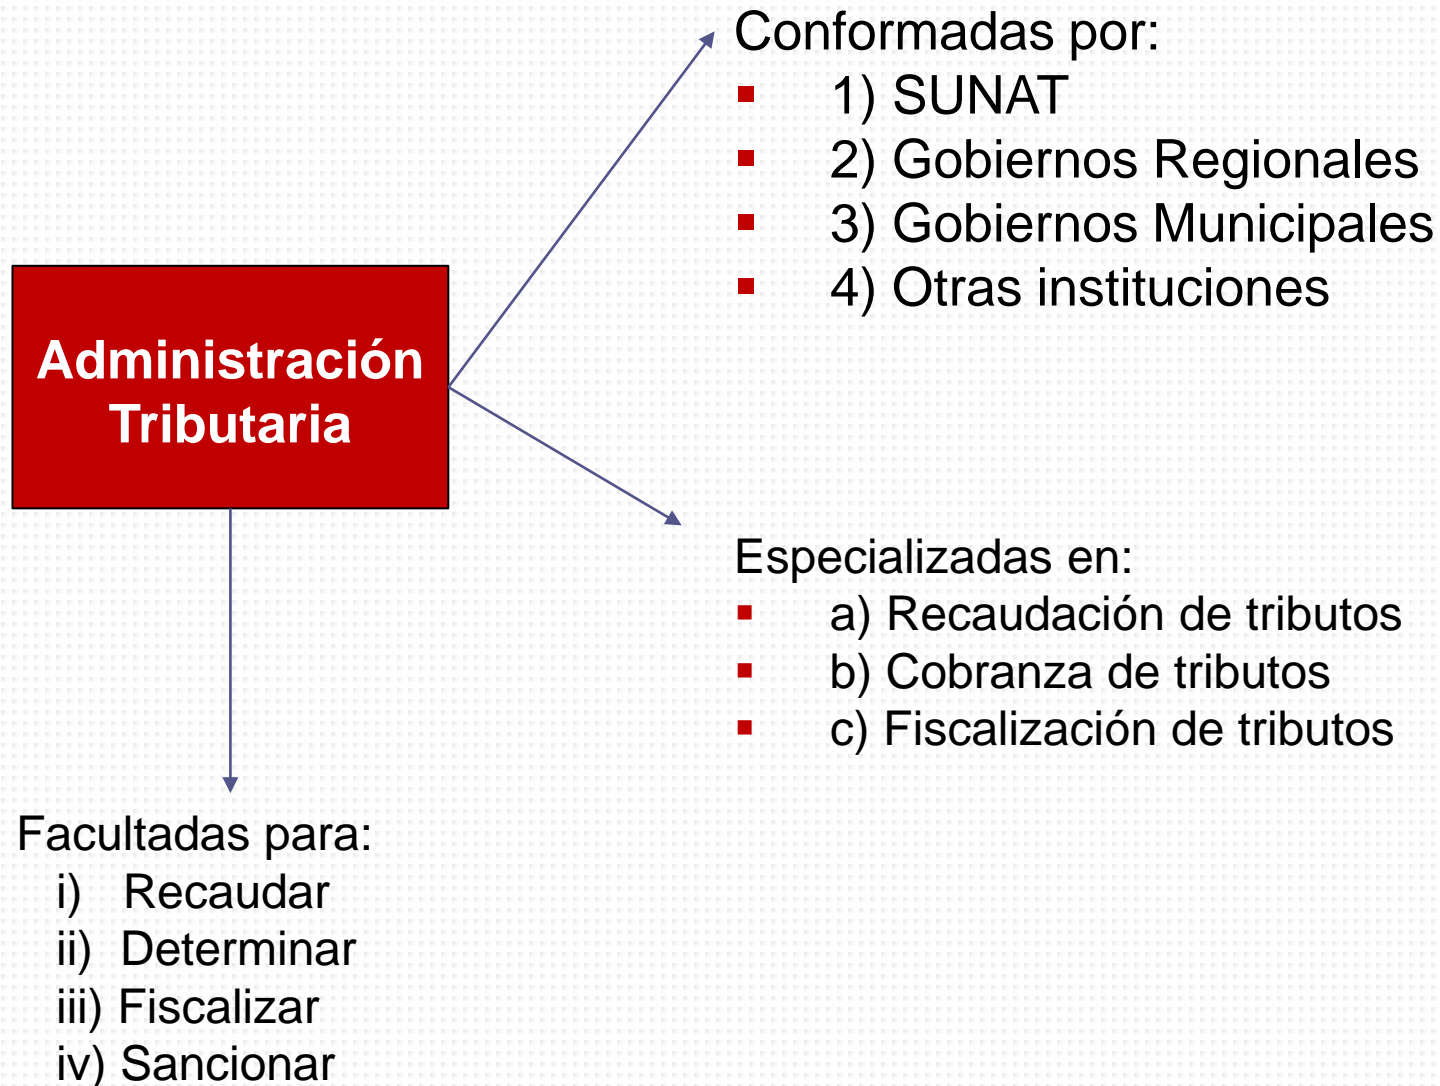 Conformadas por:
1) SUNAT
2) Gobiernos Regionales
3) Gobiernos Municipales
4) Otras instituciones
Administración
Tributaria
Especializadas en:
a) Recaudación de tributos
b) Cobranza de tributos
c) Fiscalización de tributos
Facultadas para:
i) Recaudar
ii) Determinar
iii) Fiscalizar
iv) Sancionar